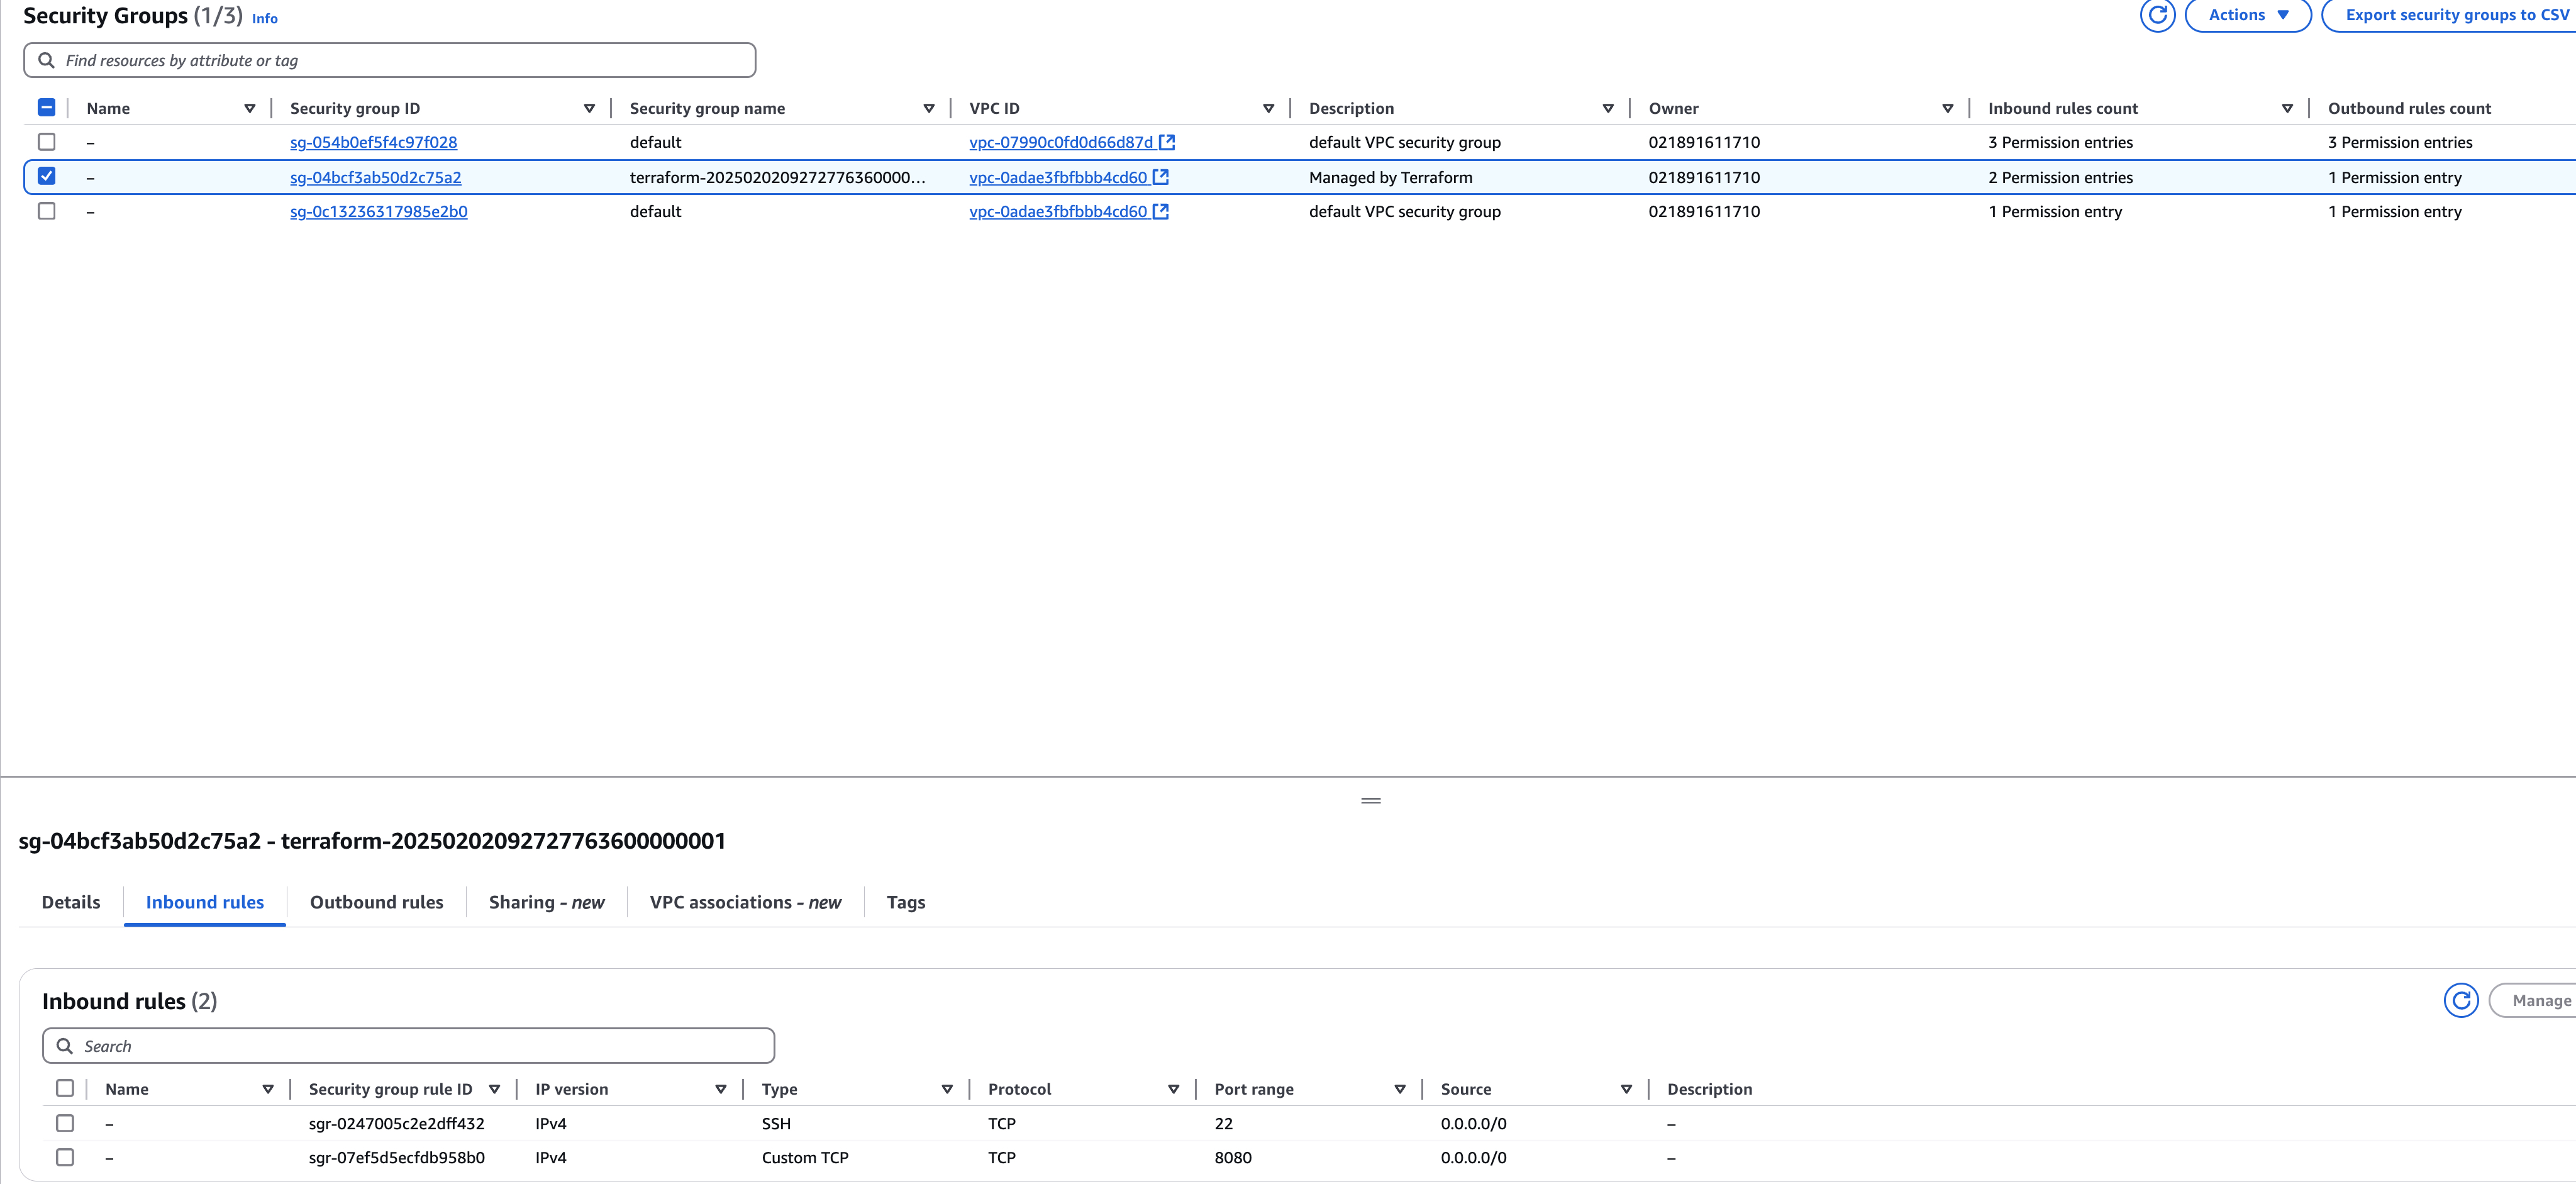 Security Groups (1/3) Info
Actions
Export security groups to CSV
Find resources by attribute or tag
Name Security group ID Security group name VPC ID Description Owner Inbound rules count Outbound rules count
– sg-054b0ef5f4c97f028 default vpc-07990c0fd0d66d87d default VPC security group 021891611710 3 Permission entries 3 Permission entries
– sg-04bcf3ab50d2c75a2 terraform-2025020209272776360000... vpc-0adae3fbfbbb4cd60 Managed by Terraform 021891611710 2 Permission entries 1 Permission entry
– sg-0c13236317985e2b0 default vpc-0adae3fbfbbb4cd60 default VPC security group 021891611710 1 Permission entry 1 Permission entry
sg-04bcf3ab50d2c75a2 - terraform-20250202092727763600000001
Details Inbound rules Outbound rules Sharing - new VPC associations - new Tags
Inbound rules (2)
Manage
Search
Name Security group rule ID IP version Type Protocol Port range Source Description
– sgr-0247005c2e2dff432 IPv4 SSH TCP 22 0.0.0.0/0 –
– sgr-07ef5d5ecfdb958b0 IPv4 Custom TCP TCP 8080 0.0.0.0/0 –